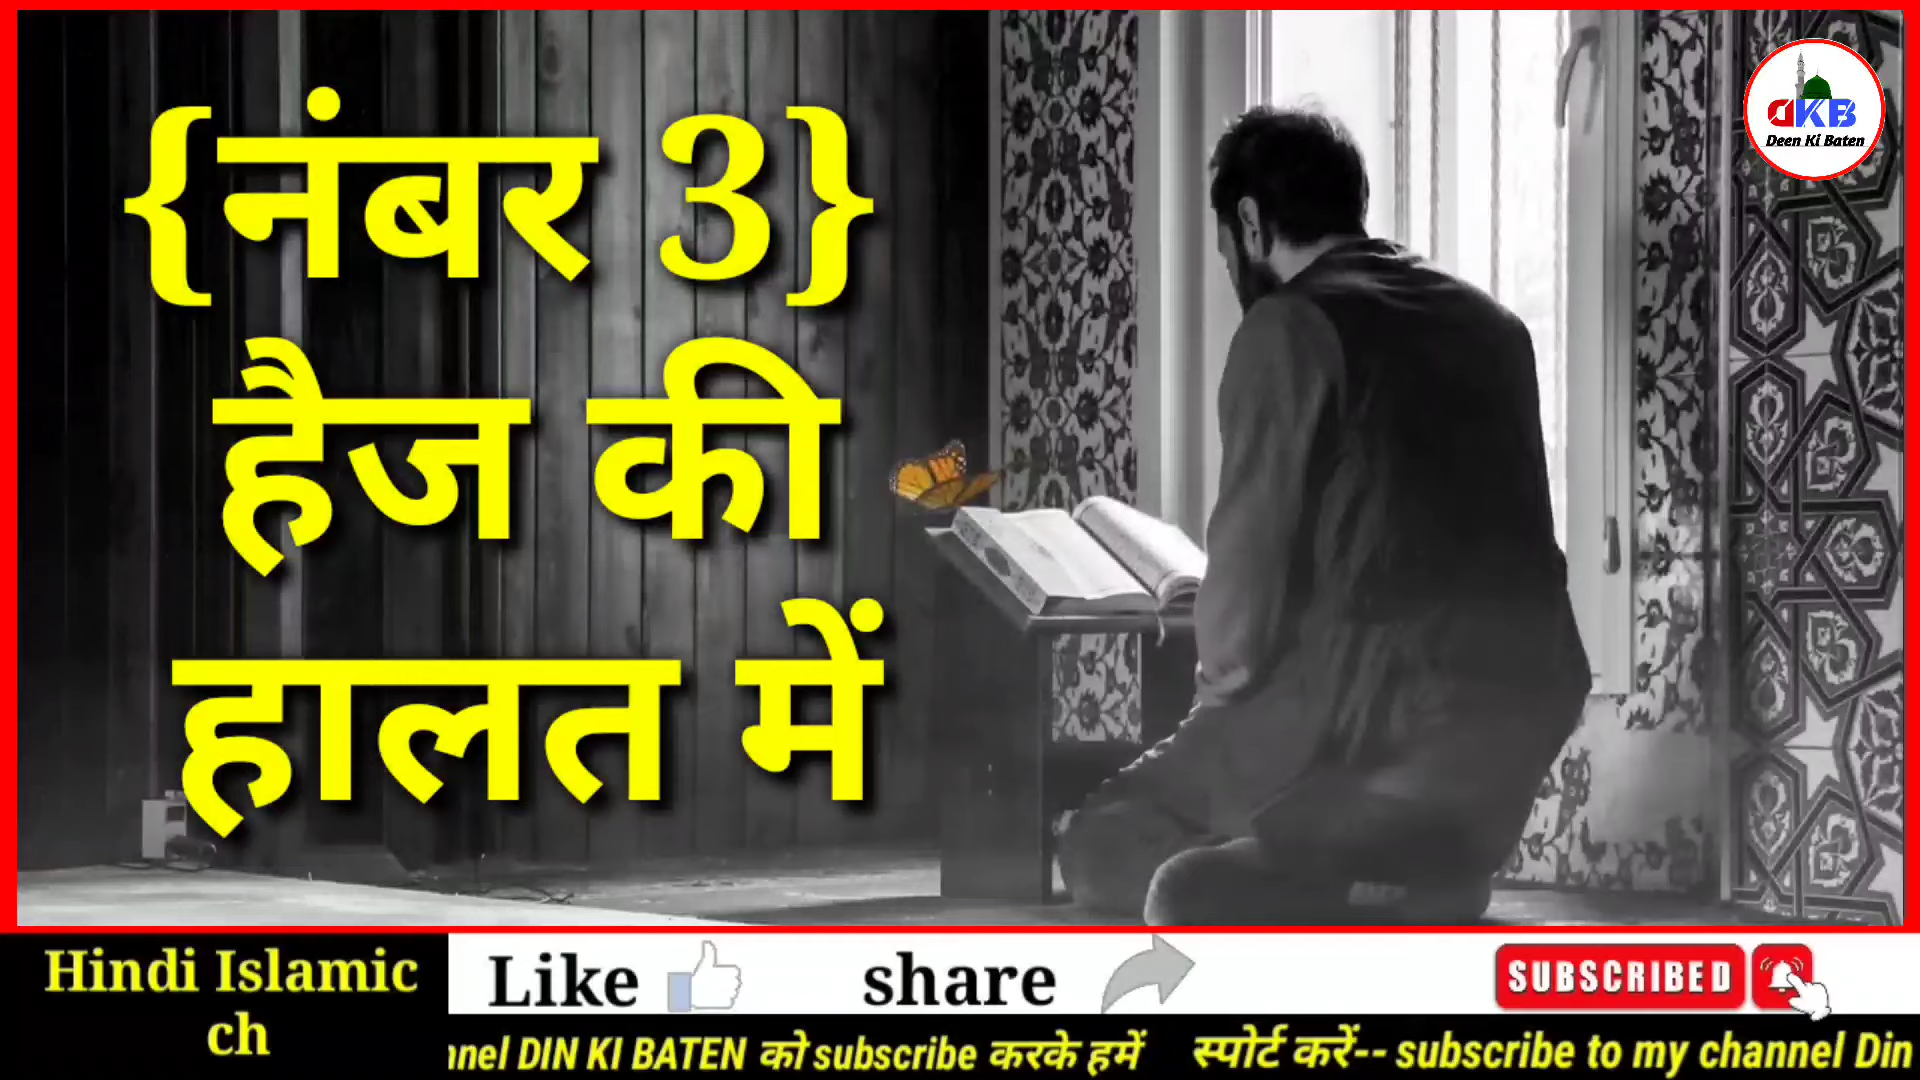 {नंबर 3}
हैज की
हालत में
DKB
Deen Ki Baten
Hindi Islamic
ch
Like
share
SUBSCRIBED
DIN KI BATEN को subscribe करके हमें स्पोर्ट करें-- subscribe to my channel Din